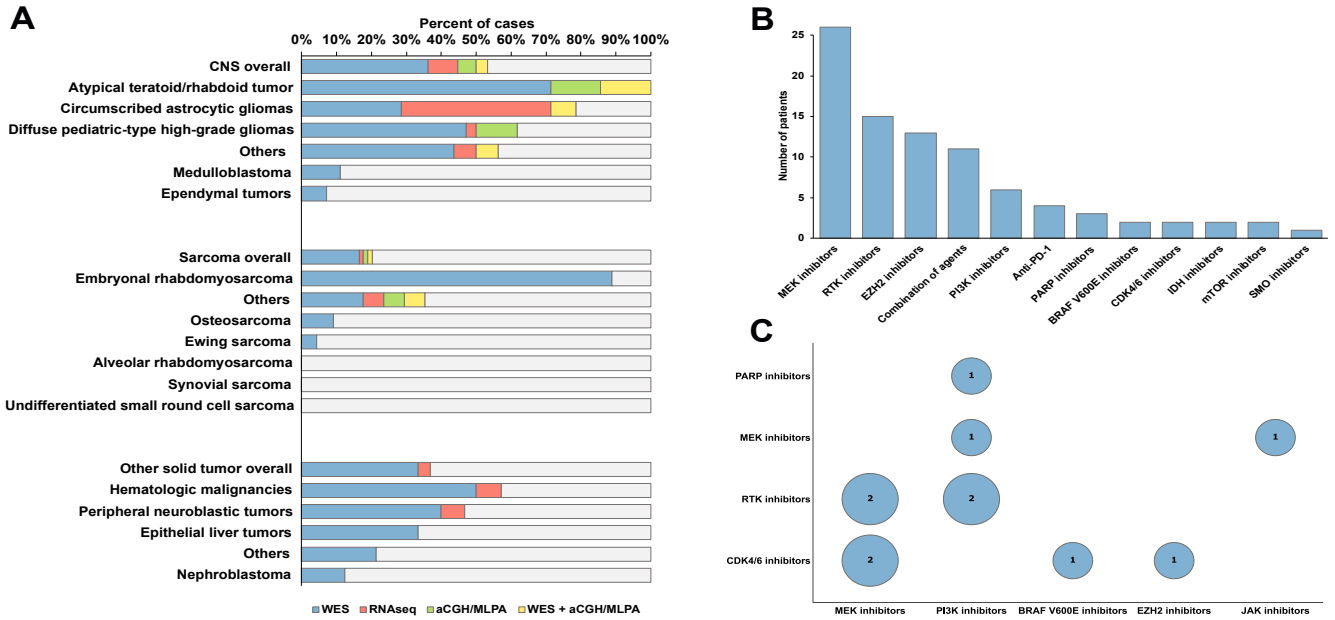 A
Percent of cases
0% 10% 20% 30% 40% 50% 60% 70% 80% 90% 100%
CNS overall
Atypical teratoid/rhabdoid tumor
Circumscribed astrocytic gliomas
Diffuse pediatric-type high-grade gliomas
Others
Medulloblastoma
Ependymal tumors
Sarcoma overall
Embryonal rhabdomyosarcoma
Others
Osteosarcoma
Ewing sarcoma
Alveolar rhabdomyosarcoma
Synovial sarcoma
Undifferentiated small round cell sarcoma
Other solid tumor overall
Hematologic malignancies
Peripheral neuroblastic tumors
Epithelial liver tumors
Others
Nephroblastoma
WES RNAseq aCGH/MLPA WES + aCGH/MLPA
B
Number of patients
25
20
15
10
5
0
MEK inhibitors
RTK inhibitors
EZH2 inhibitors
Combination of agents
PI3K inhibitors
Anti-PD-1
PARP inhibitors
BRAF V600E inhibitors
CDK4/6 inhibitors
IDH inhibitors
mTOR inhibitors
SMO inhibitors
C
PARP inhibitors 1
MEK inhibitors 1 1
RTK inhibitors 2 2
CDK4/6 inhibitors 2 1 1
MEK inhibitors PI3K inhibitors BRAF V600E inhibitors EZH2 inhibitors JAK inhibitors